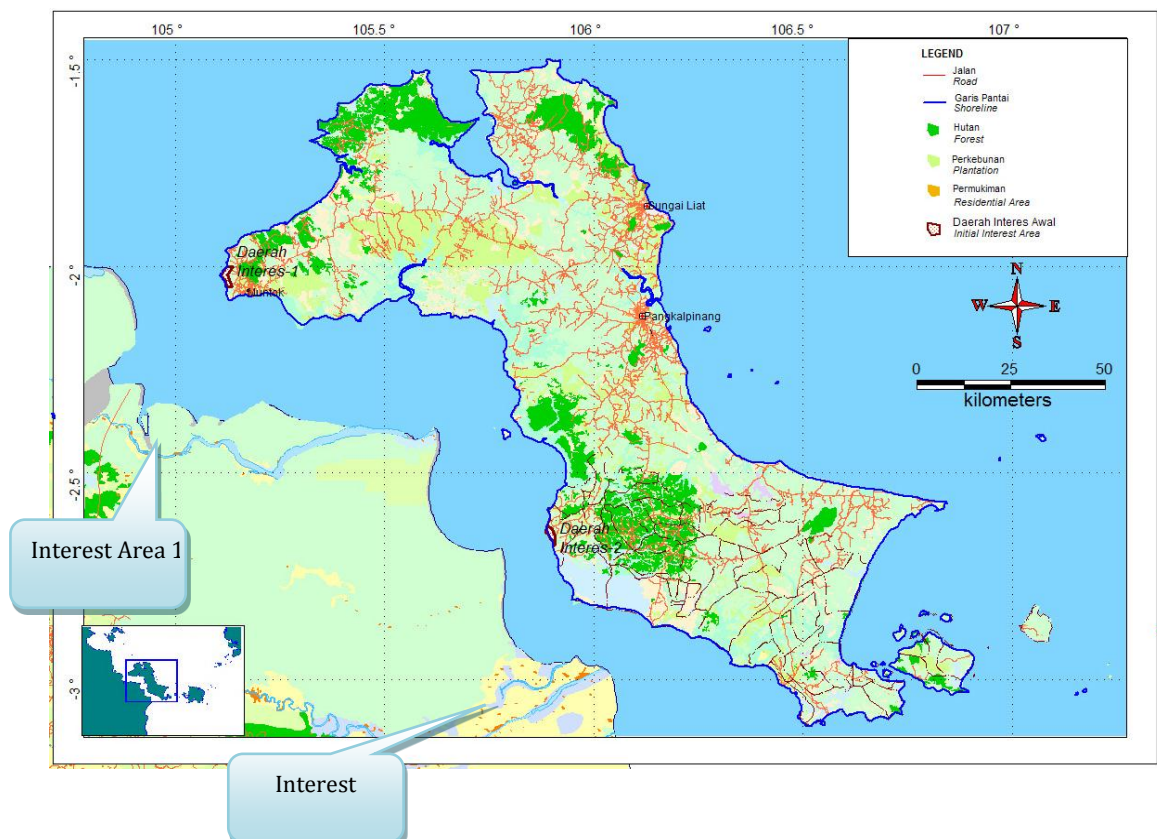 105 °
105.5 °
106 °
106.5 °
107 °
-1.5°
-2 °
-2.5°
-3 °
LEGEND
Jalan
Road
Garis Pantai
Shoreline
Hutan
Forest
Perkebunan
Plantation
Permukiman
Residential Area
Daerah Interes Awal
Initial Interest Area
N
W E
S
0 25 50
kilometers
Sungai Liat
Daerah
Interes-1
Muntok
Pangkalpinang
Daerah
Interes-2
Interest Area 1
Interest